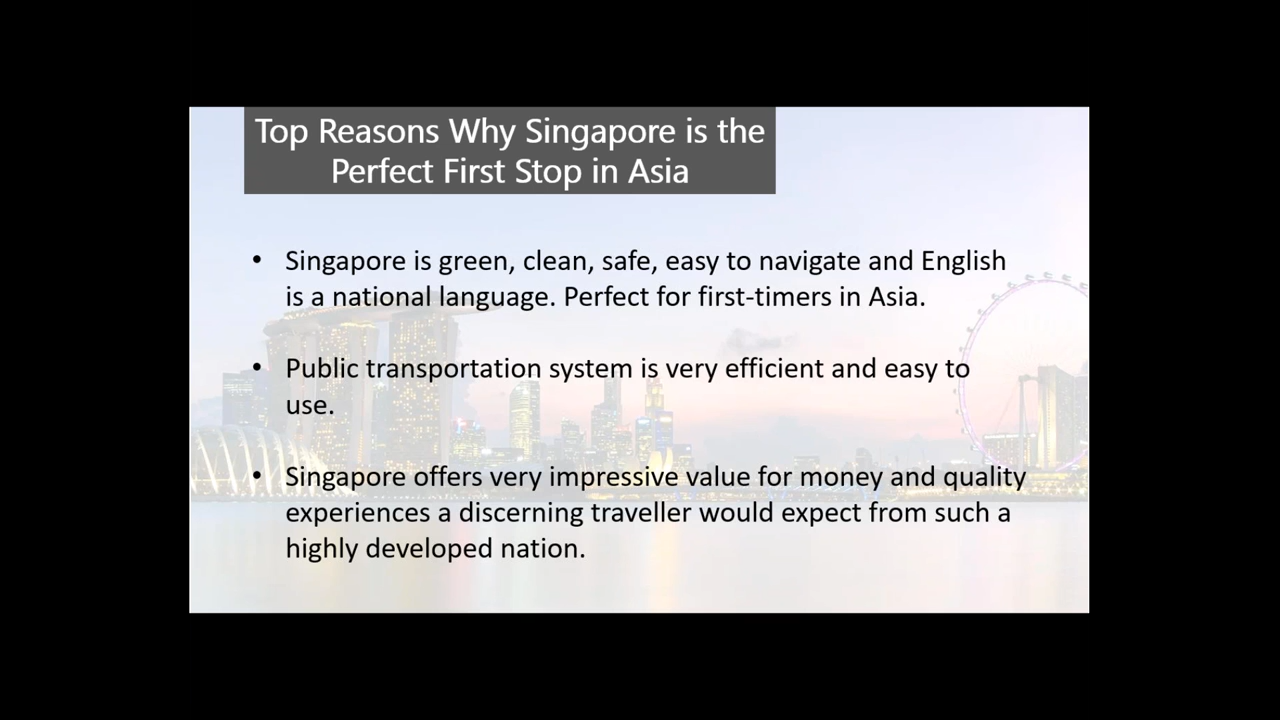 Top Reasons Why Singapore is the
Perfect First Stop in Asia
• Singapore is green, clean, safe, easy to navigate and English
is a national language. Perfect for first-timers in Asia.
• Public transportation system is very efficient and easy to
use.
• Singapore offers very impressive value for money and quality
experiences a discerning traveller would expect from such a
highly developed nation.